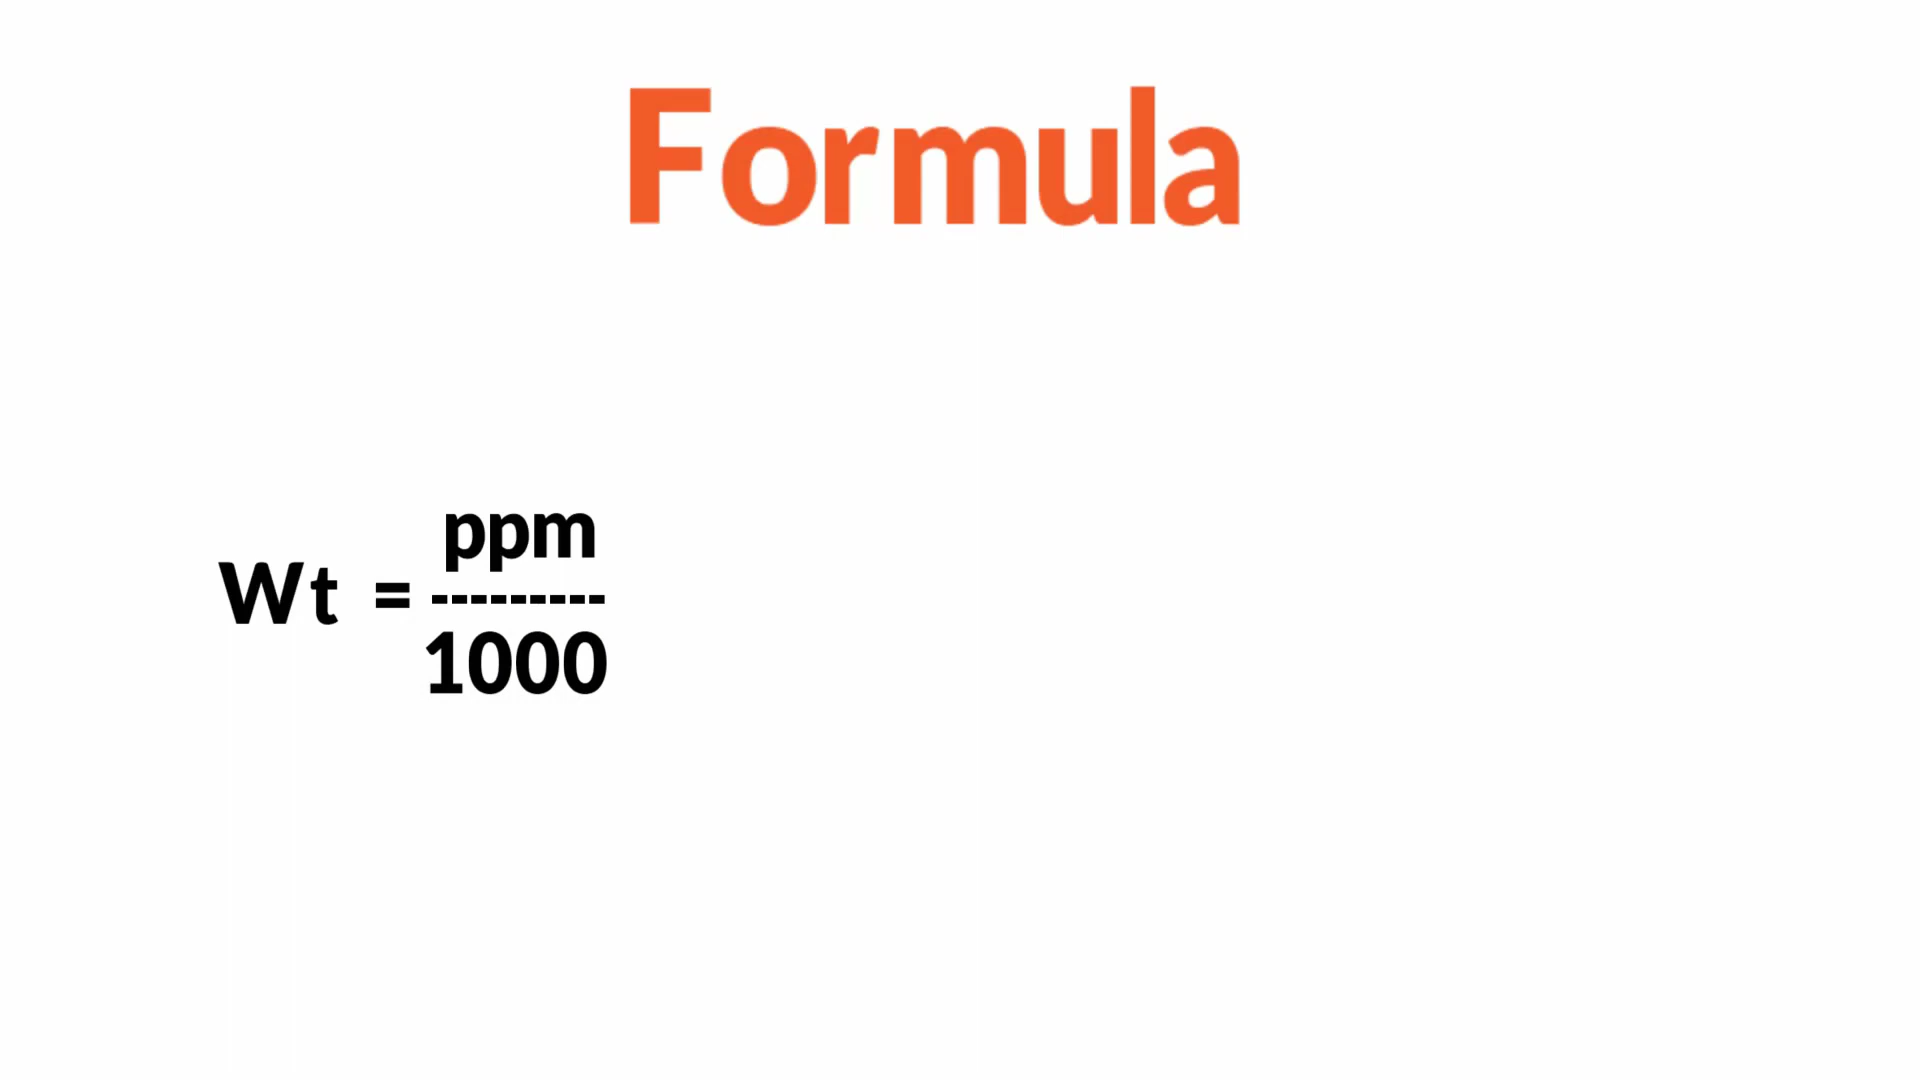 Formula
ppm
Wt = ---------
1000